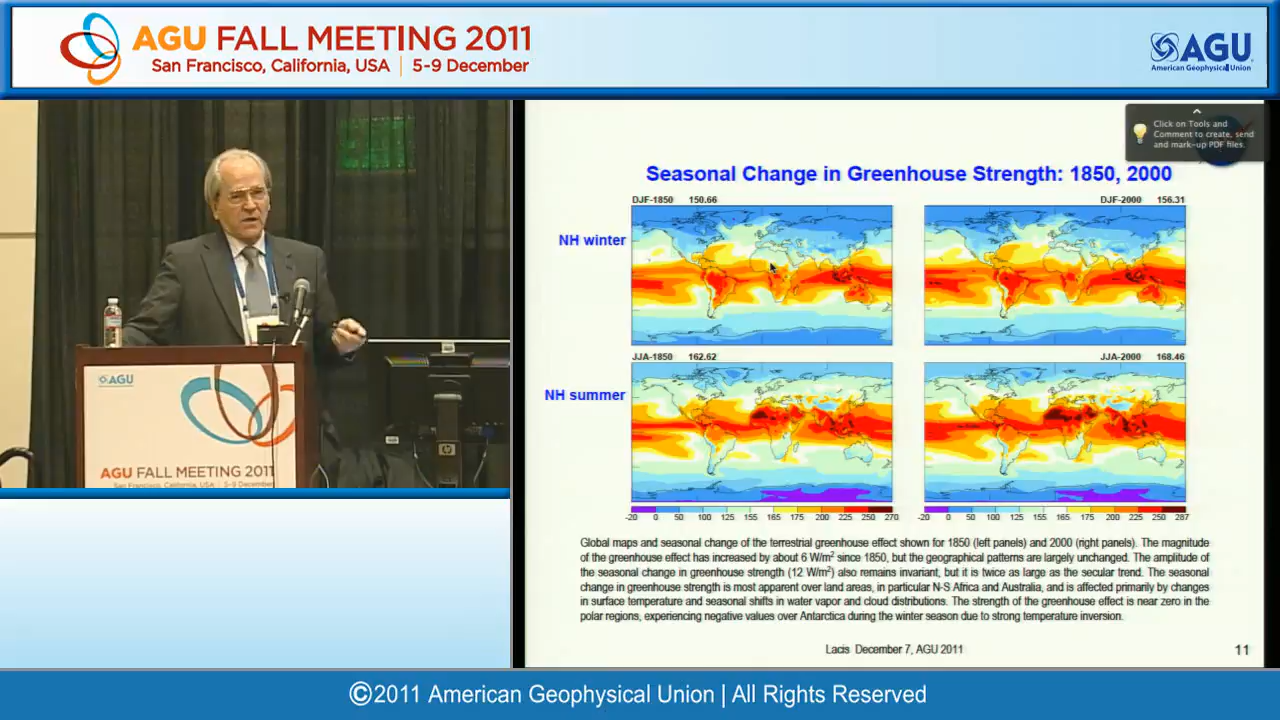 AGU FALL MEETING 2011
San Francisco, California, USA | 5-9 December
AGU
American Geophysical Union
Click on Tools and
Comment to create, send
and mark-up PDF files.
Seasonal Change in Greenhouse Strength: 1850, 2000
DJF-1850 150.66
DJF-2000 156.31
NH winter
JJA-1850 162.62
JJA-2000 168.46
NH summer
-20 0 50 100 125 155 165 175 200 225 250 270
-20 0 50 100 125 155 165 175 200 225 250 287
Global maps and seasonal change of the terrestrial greenhouse effect shown for 1850 (left panels) and 2000 (right panels). The magnitude
of the greenhouse effect has increased by about 6 W/m² since 1850, but the geographical patterns are largely unchanged. The amplitude of
the seasonal change in greenhouse strength (12 W/m²) also remains invariant, but it is twice as large as the secular trend. The seasonal
change in greenhouse strength is most apparent over land areas, in particular N-S Africa and Australia, and is affected primarily by changes
in surface temperature and seasonal shifts in water vapor and cloud distributions. The strength of the greenhouse effect is near zero in the
polar regions, experiencing negative values over Antarctica during the winter season due to strong temperature inversion.
Lacis December 7, AGU 2011
11
AGU
AGU FALL MEETING 2011
San Francisco, California, USA | 5-9 December
hp
©2011 American Geophysical Union | All Rights Reserved